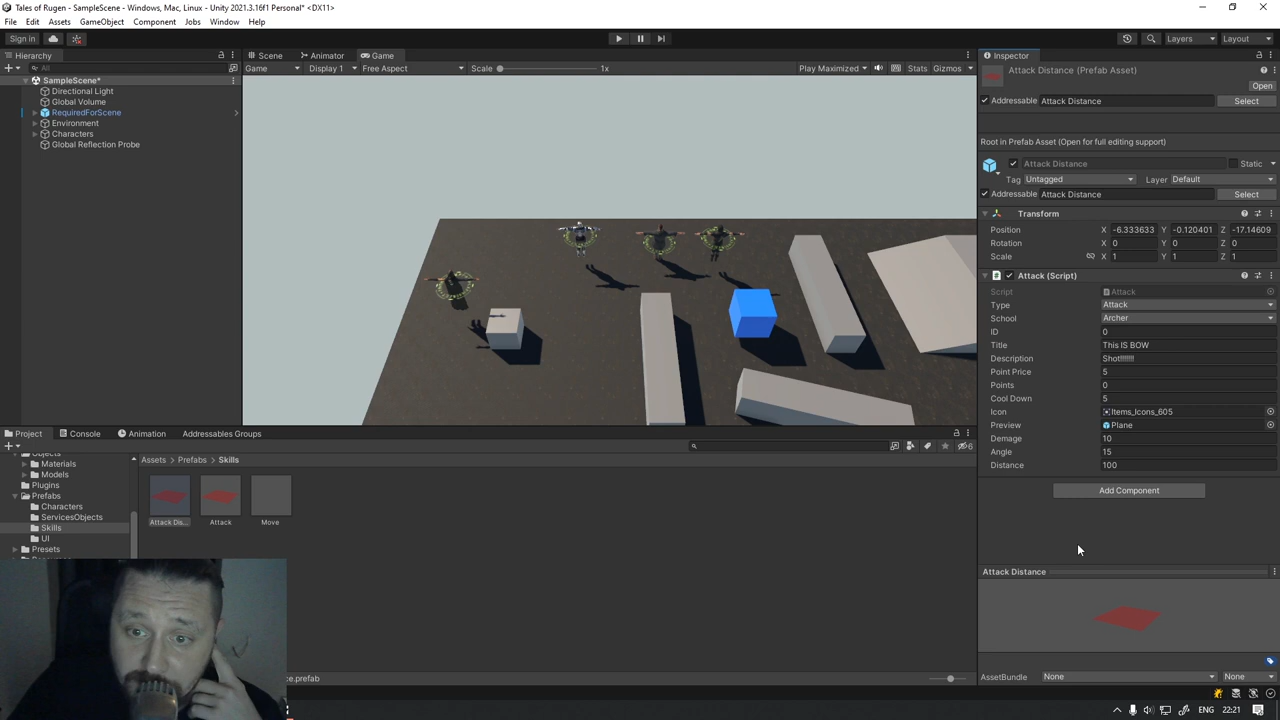 Tales of Rugen - SampleScene - Windows, Mac, Linux - Unity 2021.3.16f1 Personal* <DX11>
File Edit Assets GameObject Component Jobs Window Help
Sign in Layers Layout
Hierarchy Scene Animator Game Inspector
All Game Display 1 Free Aspect Scale 1x Play Maximized Stats Gizmos
Attack Distance (Prefab Asset)
Open
SampleScene*
Directional Light
Global Volume
RequiredForScene
Environment
Characters
Global Reflection Probe
Addressable Attack Distance Select
Root in Prefab Asset (Open for full editing support)
Attack Distance Static
Tag Untagged Layer Default
Addressable Attack Distance Select
Transform
Position X -6.333633 Y -0.120401 Z -17.14609
Rotation X 0 Y 0 Z 0
Scale X 1 Y 1 Z 1
Attack (Script)
Script Attack
Type Attack
School Archer
ID 0
Title This IS BOW
Description Shot!!!!!!!
Point Price 5
Points 0
Cool Down 5
Icon Items_Icons_605
Preview Plane
Demage 10
Angle 15
Distance 100
Add Component
Project Console Animation Addressables Groups
6
Objects
Materials
Models
Plugins
Prefabs
Characters
ServicesObjects
Skills
UI
Presets
Assets Prefabs Skills
Attack Dis... Attack Move
Attack Distance
ce.prefab
AssetBundle None None
ENG 22:21